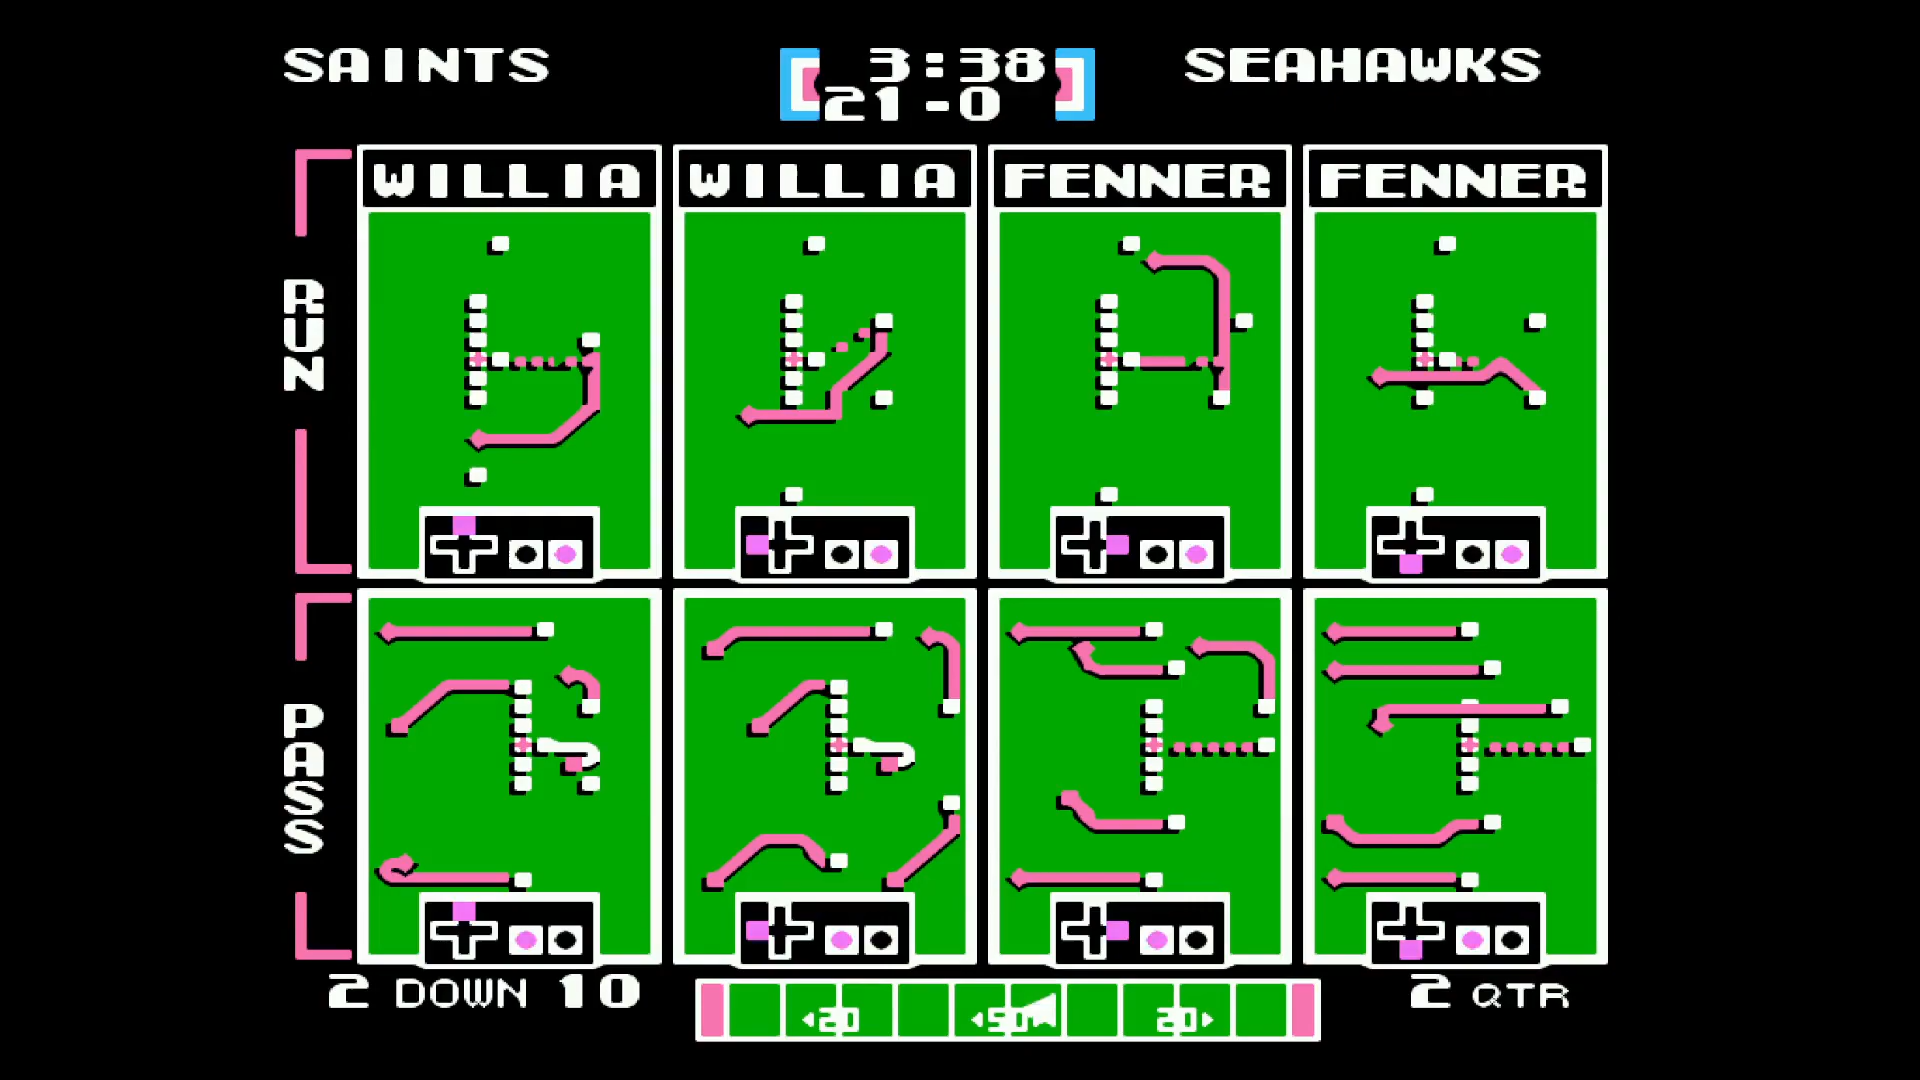 SAINTS
3:38
SEAHAWKS
21-0
WILLIA
WILLIA
FENNER
FENNER
RUN
PASS
2 DOWN 10
2 QTR
20
50
20